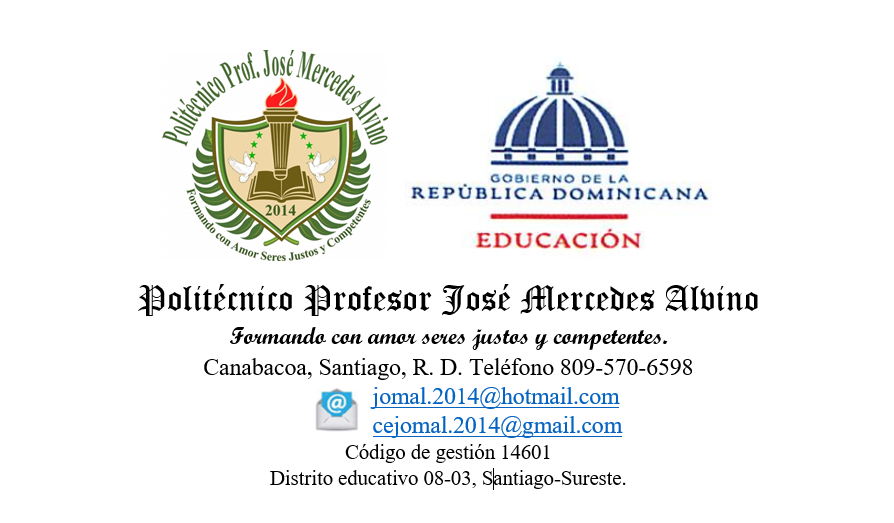 Politécnico Prof. José Mercedes Alvino
2014
Formando con Amor Seres Justos y Competentes
GOBIERNO DE LA
REPÚBLICA DOMINICANA
EDUCACIÓN
Politécnico Profesor José Mercedes Alvino
Formando con amor seres justos y competentes.
Canabacoa, Santiago, R. D. Teléfono 809-570-6598
@
jomal.2014@hotmail.com
cejomal.2014@gmail.com
Código de gestión 14601
Distrito educativo 08-03, Santiago-Sureste.